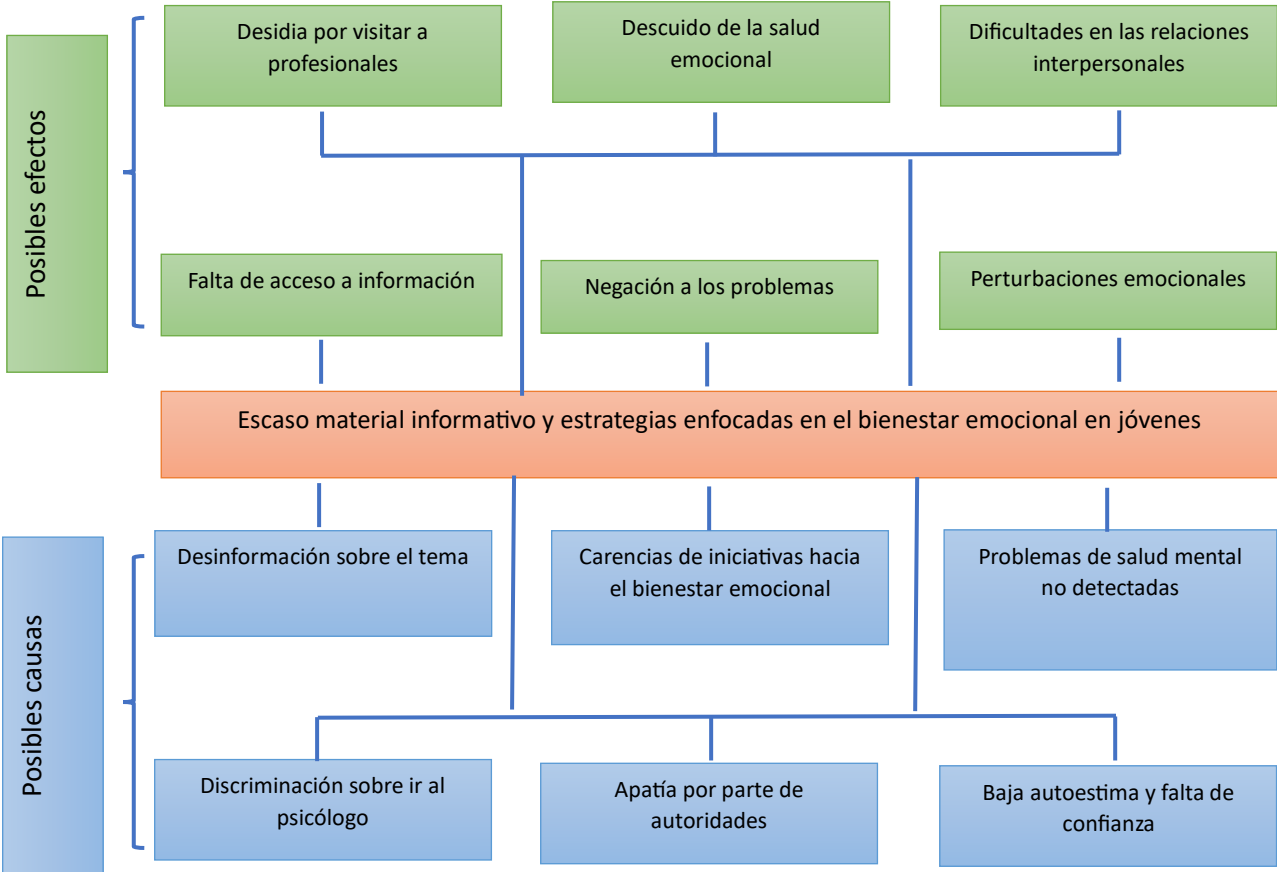 Posibles efectos
Desidia por visitar a
profesionales
Descuido de la salud
emocional
Dificultades en las relaciones
interpersonales
Falta de acceso a información
Negación a los problemas
Perturbaciones emocionales
Escaso material informativo y estrategias enfocadas en el bienestar emocional en jóvenes
Posibles causas
Desinformación sobre el tema
Carencias de iniciativas hacia
el bienestar emocional
Problemas de salud mental
no detectadas
Discriminación sobre ir al
psicólogo
Apatía por parte de
autoridades
Baja autoestima y falta de
confianza